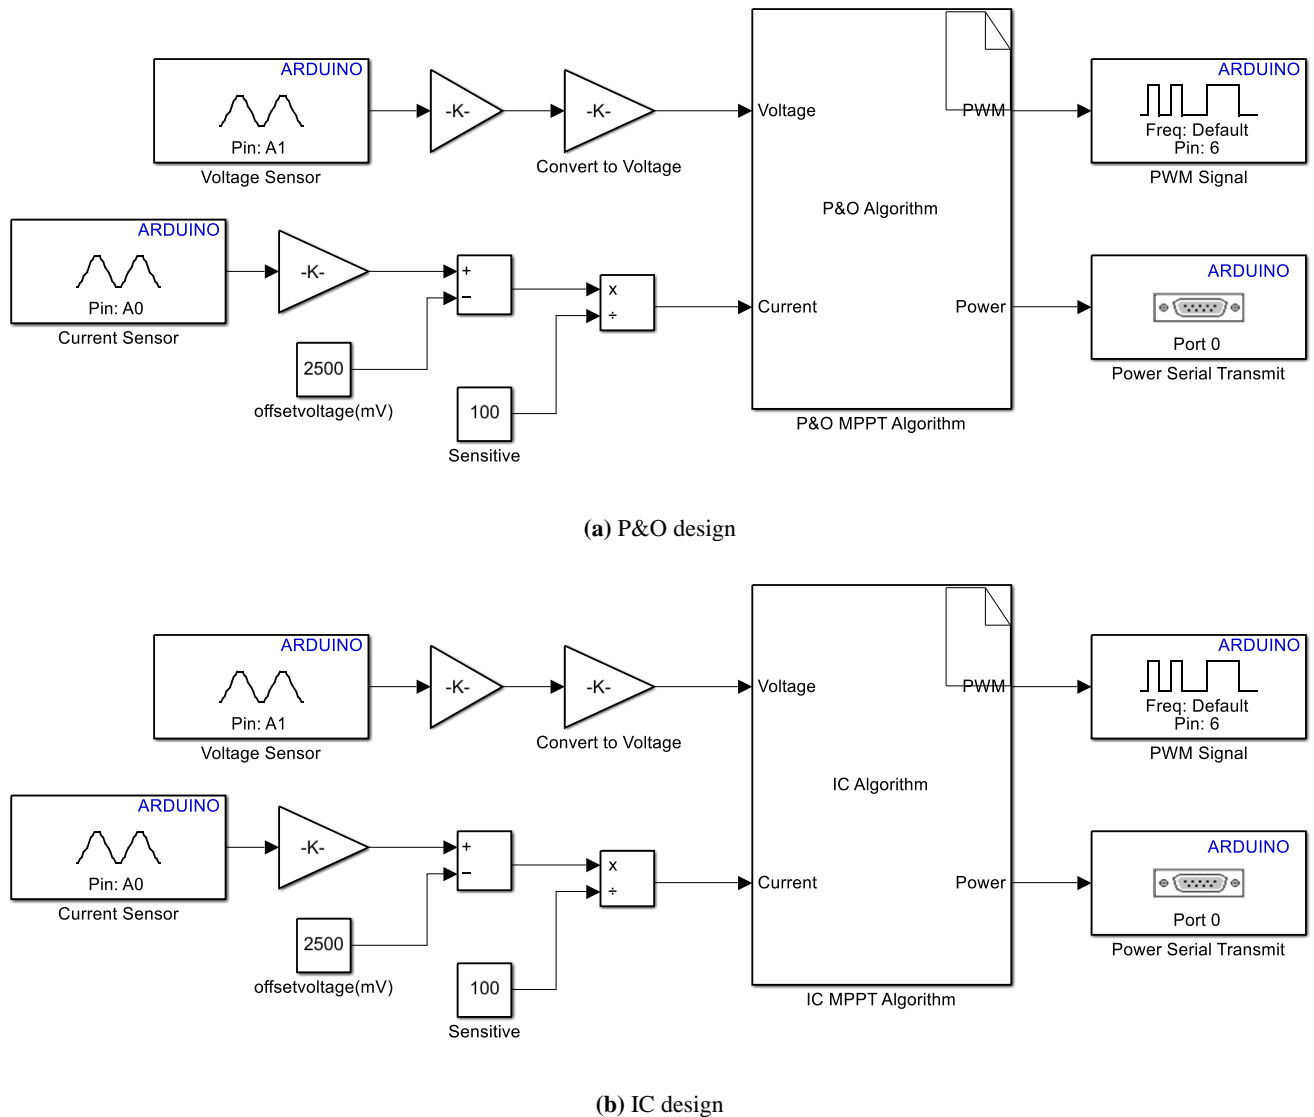 ARDUINO
Pin: A1
Voltage Sensor
-K-
-K-
Convert to Voltage
Voltage
PWM
P&O Algorithm
Current
Power
P&O MPPT Algorithm
ARDUINO
Freq: Default
Pin: 6
PWM Signal
ARDUINO
Pin: A0
Current Sensor
-K-
+
−
x
÷
2500
offsetvoltage(mV)
100
Sensitive
ARDUINO
Port 0
Power Serial Transmit
(a) P&O design
ARDUINO
Pin: A1
Voltage Sensor
-K-
-K-
Convert to Voltage
Voltage
PWM
IC Algorithm
Current
Power
IC MPPT Algorithm
ARDUINO
Freq: Default
Pin: 6
PWM Signal
ARDUINO
Pin: A0
Current Sensor
-K-
+
−
x
÷
2500
offsetvoltage(mV)
100
Sensitive
ARDUINO
Port 0
Power Serial Transmit
(b) IC design